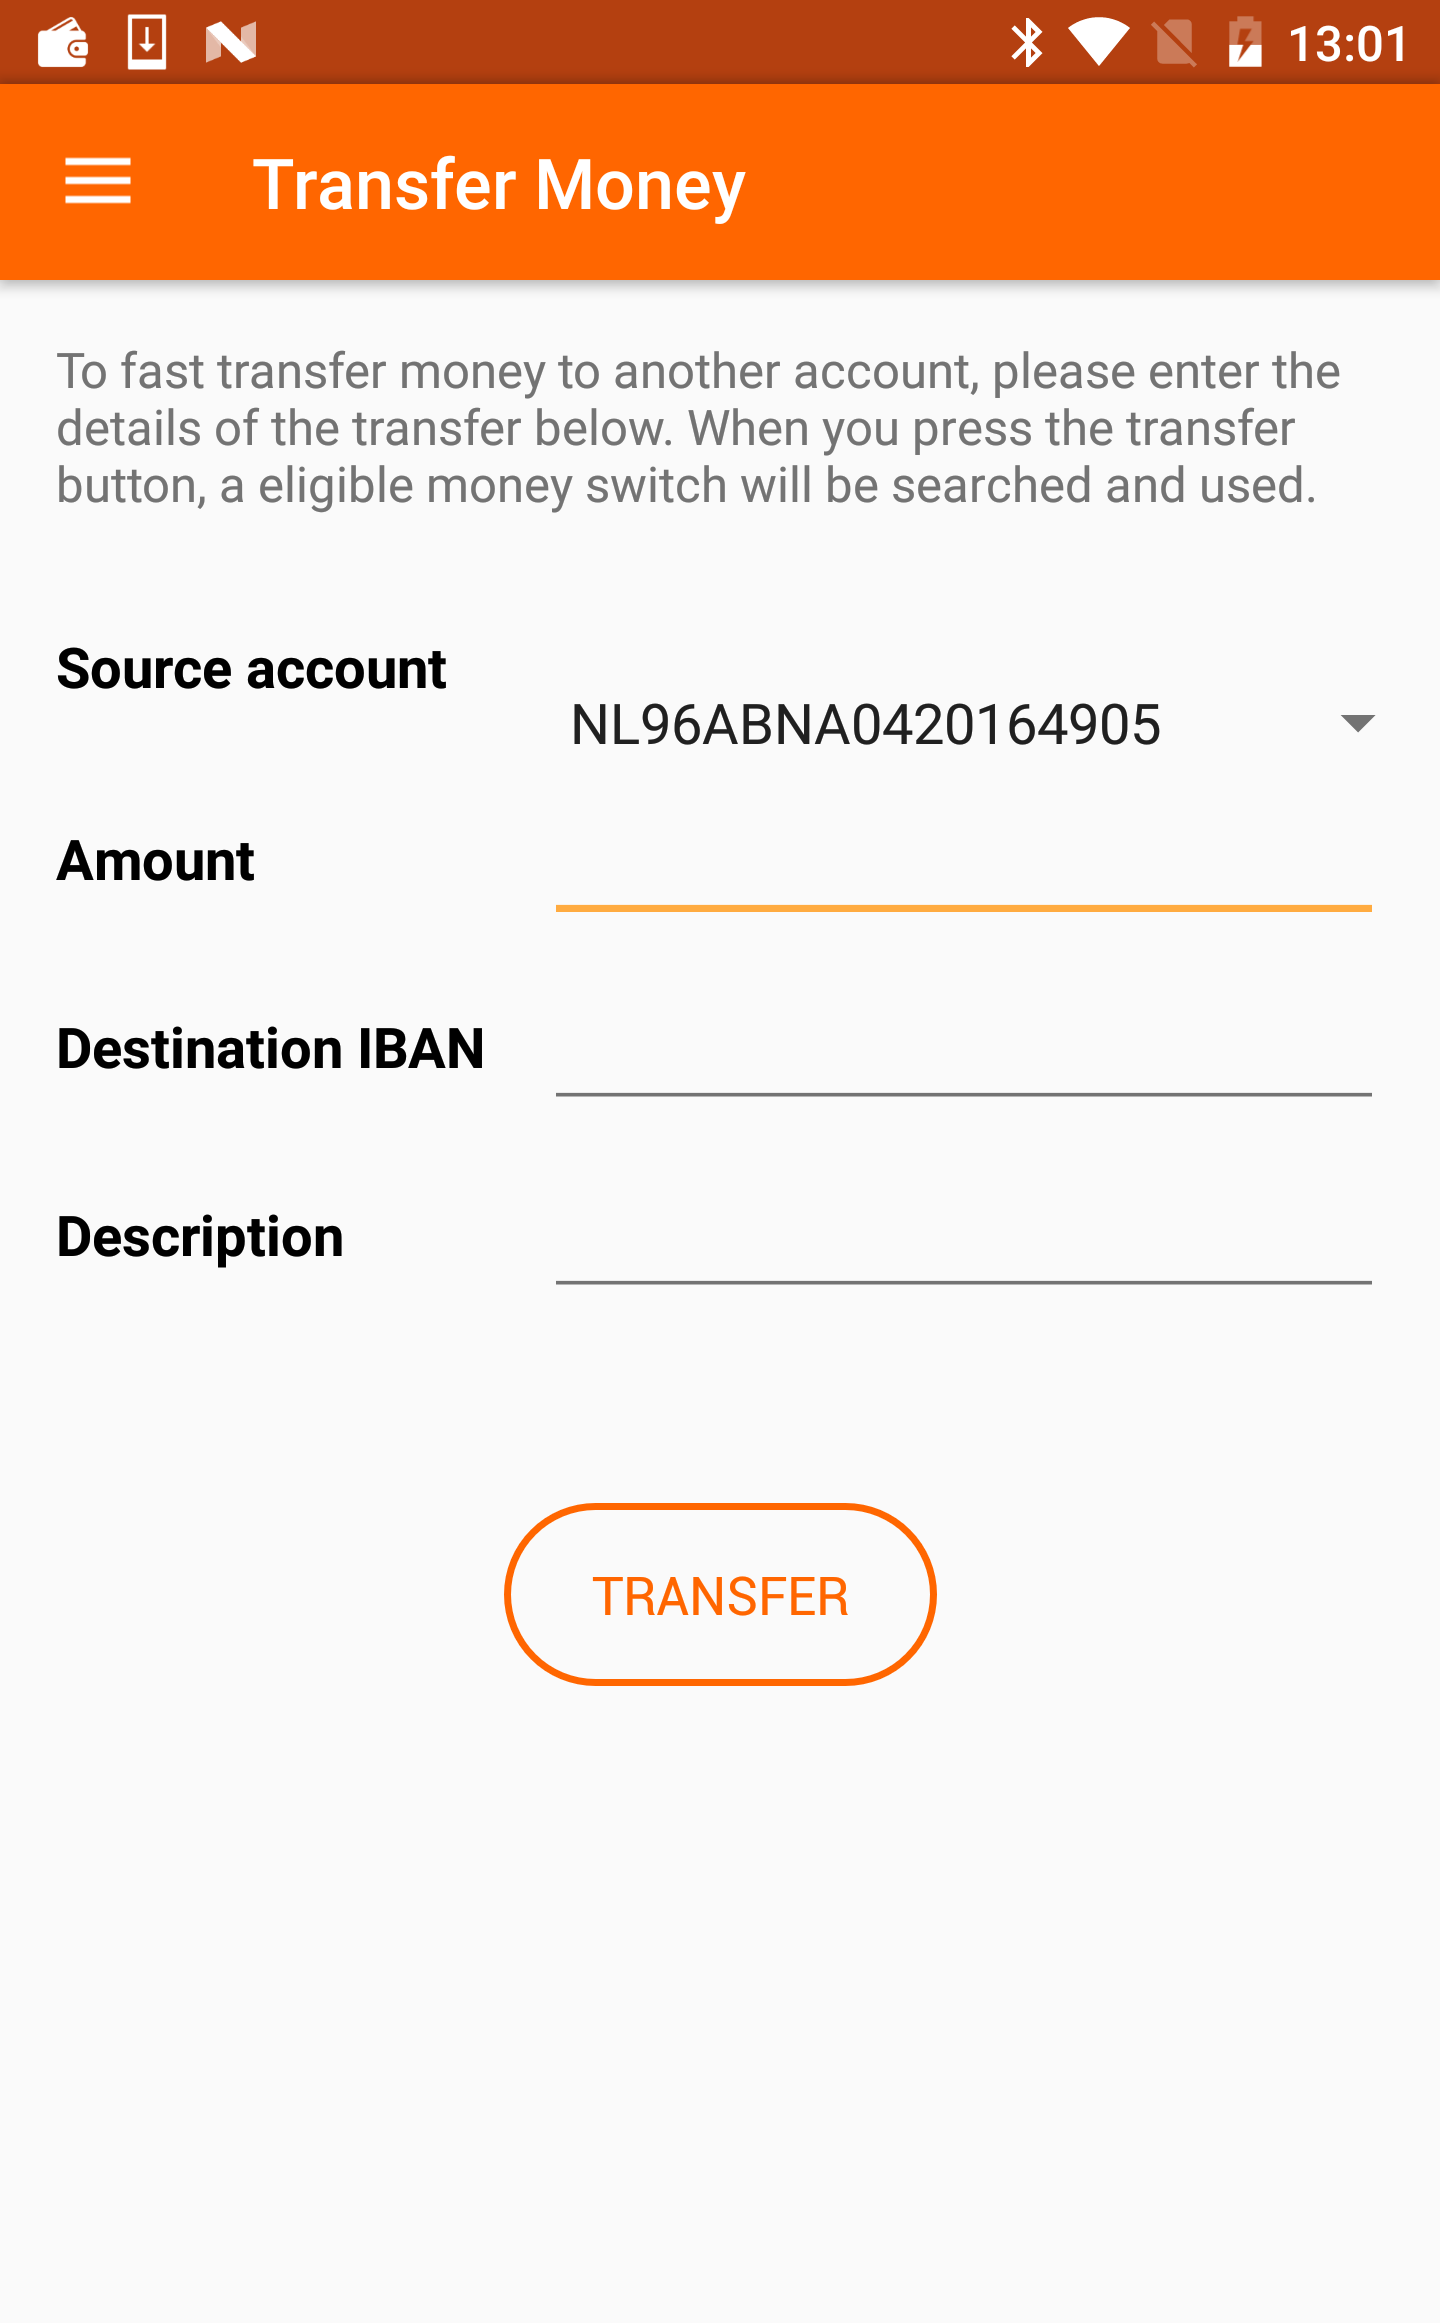 13:01
Transfer Money
To fast transfer money to another account, please enter the
details of the transfer below. When you press the transfer
button, a eligible money switch will be searched and used.
Source account
NL96ABNA0420164905
Amount
Destination IBAN
Description
TRANSFER